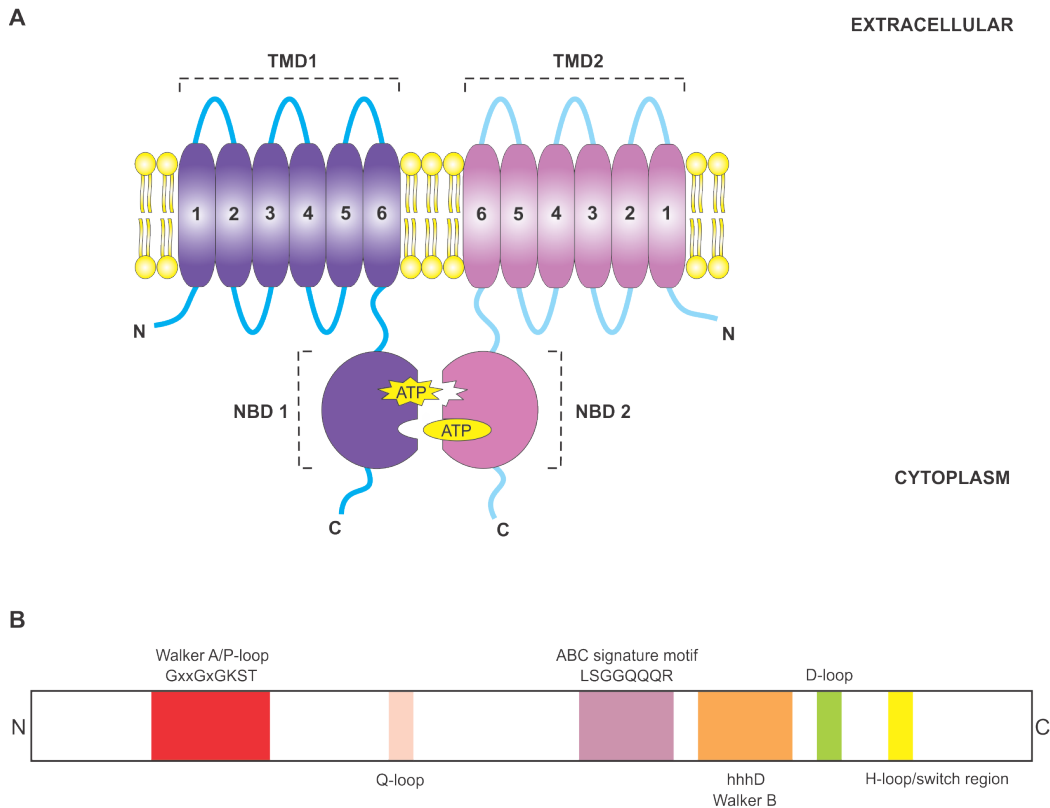 A
EXTRACELLULAR
TMD1
TMD2
1 2 3 4 5 6
6 5 4 3 2 1
N
N
NBD 1
ATP
ATP
NBD 2
CYTOPLASM
C
C
B
Walker A/P-loop
GxxGxGKST
ABC signature motif
LSGGQQQR
D-loop
N
C
Q-loop
hhhD
Walker B
H-loop/switch region